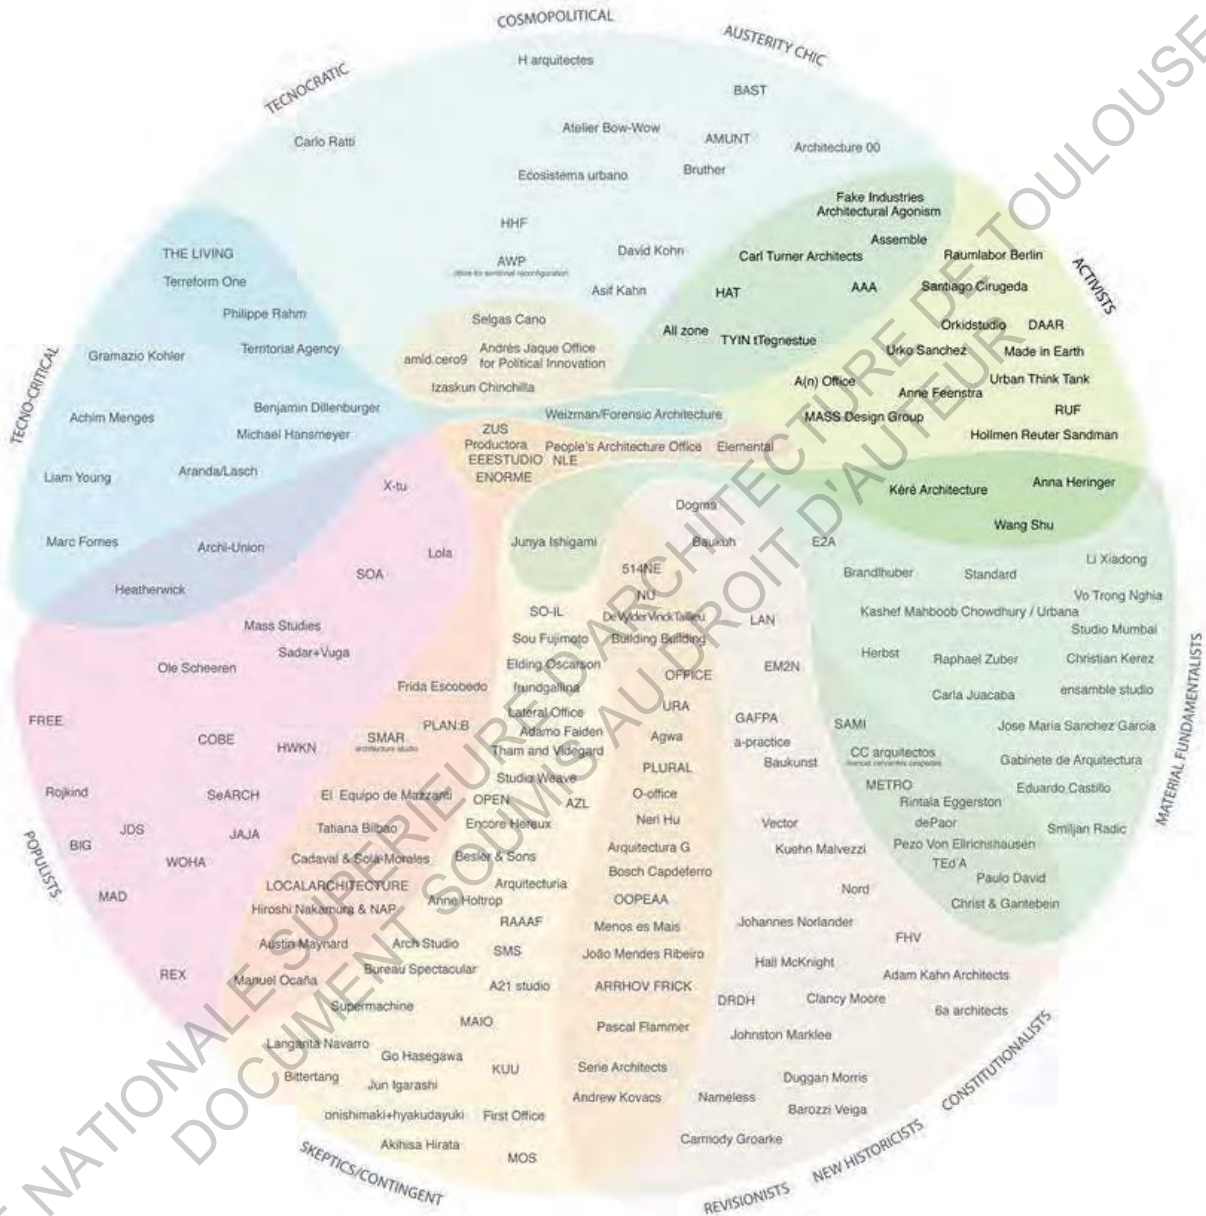 COSMOPOLITICAL
AUSTERITY CHIC
TECNOCRATIC
H arquitectes
BAST
Carlo Ratti
Atelier Bow-Wow
AMUNT
Architecture 00
Ecosistema urbano
Bruther
Fake Industries
Architectural Agonism
HHF
Assemble
THE LIVING
David Kohn
Carl Turner Architects
Raumlabor Berlin
ACTIVISTS
AWP
Terreform One
Asif Kahn
HAT
AAA
Santiago Cirugeda
Philippe Rahm
Selgas Cano
All zone
TYIN tTegnestue
Orkidstudio
DAAR
Gramazio Kohler
Territorial Agency
amid.cero9
Andrés Jaque Office
for Political Innovation
Urko Sanchez
Made in Earth
TECNO-CRITICAL
Izaskun Chinchilla
A(n) Office
Anne Feenstra
Urban Think Tank
Achim Menges
Benjamin Dillenburger
Weizman/Forensic Architecture
MASS Design Group
RUF
Michael Hansmeyer
ZUS
Productora
People's Architecture Office
Elemental
Hollmen Reuter Sandman
EEESTUDIO
NLE
Liam Young
Aranda/Lasch
X-tu
ENORME
Kéré Architecture
Anna Heringer
Dogma
Wang Shu
Marc Fornes
Archi-Union
Lola
Junya Ishigami
Baukuh
E2A
Li Xiadong
Heatherwick
SOA
514NE
Brandlhuber
Standard
NU
Vo Trong Nghia
SO-IL
DeVylderVinckTaillieu
LAN
Kashef Mahboob Chowdhury / Urbana
Mass Studies
Sou Fujimoto
Building Building
Studio Mumbai
Sadar+Vuga
Elding Oscarson
EM2N
Herbst
Raphael Zuber
Christian Kerez
Ole Scheeren
OFFICE
Frida Escobedo
frundgallina
Carla Juacaba
ensamble studio
MATERIAL FUNDAMENTALISTS
FREE
PLAN:B
Lateral Office
URA
GAFPA
SAMI
Jose Maria Sanchez Garcia
COBE
HWKN
SMAR
architecture studio
Adamo Faiden
Agwa
a-practice
Tham and Videgard
CC arquitectos
Gabinete de Arquitectura
Baukunst
Studio Weave
PLURAL
METRO
Eduardo Castillo
Rojkind
SeARCH
El Equipo de Mazzanti
OPEN
AZL
O-office
Rintala Eggerston
JDS
JAJA
Tatiana Bilbao
Encore Hereux
Neri Hu
Vector
dePaor
Smiljan Radic
BIG
WOHA
Cadaval & Sola-Morales
Besler & Sons
Arquitectura G
Kuehn Malvezzi
Pezo Von Ellrichshausen
TEd'A
POPULISTS
LOCALARCHITECTURE
Arquitecturia
Bosch Capdeferro
Paulo David
MAD
Anne Holtrop
OOPEAA
Nord
Christ & Gantebein
Hiroshi Nakamura & NAP
RAAAF
Menos es Mais
Johannes Norlander
Austin Maynard
Arch Studio
SMS
João Mendes Ribeiro
FHV
REX
Manuel Ocaña
Bureau Spectacular
Hall McKnight
Adam Kahn Architects
A21 studio
ARRHOV FRICK
DRDH
Clancy Moore
Supermachine
6a architects
MAIO
Pascal Flammer
Johnston Marklee
Langarita Navarro
Go Hasegawa
KUU
Serie Architects
CONSTITUTIONALISTS
Bittertang
Jun Igarashi
Duggan Morris
Andrew Kovacs
Nameless
Barozzi Veiga
onishimaki+hyakudayuki
First Office
Akihisa Hirata
Carmody Groarke
MOS
SKEPTICS/CONTINGENT
NEW HISTORICISTS
REVISIONISTS
NATIONALE SUPERIEURE D'ARCHITECTURE DE TOULOUSE
DOCUMENT SOUMIS AU DROIT D'AUTEUR